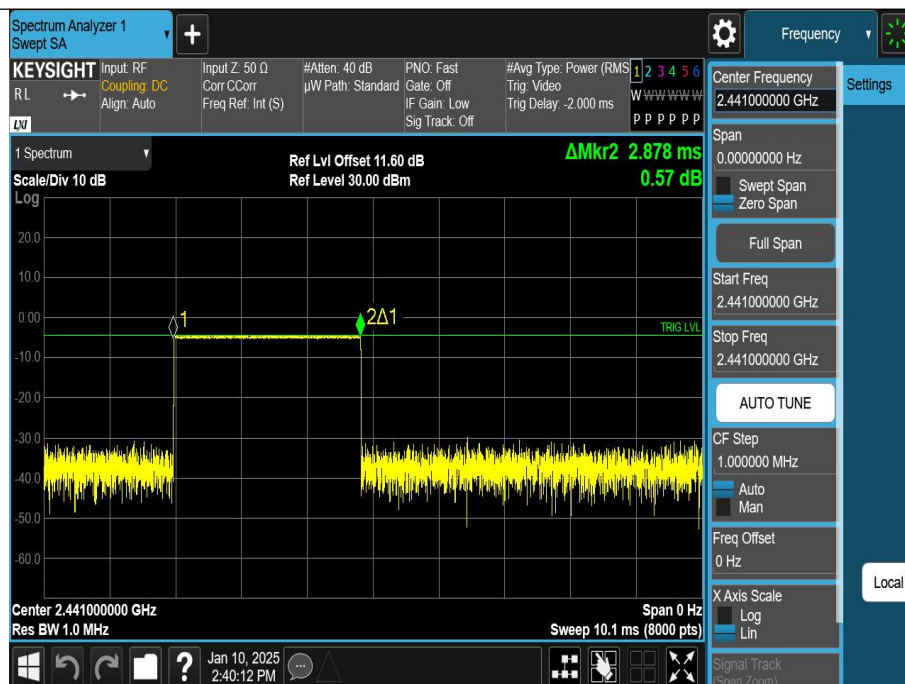 Spectrum Analyzer 1
Swept SA
Frequency
KEYSIGHT
RL
LXI
Input: RF
Coupling: DC
Align: Auto
Input Z: 50 Ω
Corr CCorr
Freq Ref: Int (S)
#Atten: 40 dB
µW Path: Standard
PNO: Fast
Gate: Off
IF Gain: Low
Sig Track: Off
#Avg Type: Power (RMS
Trig: Video
Trig Delay: -2.000 ms
1 2 3 4 5 6
W W W W W W
P P P P P P
1 Spectrum
Scale/Div 10 dB
Log
Ref Lvl Offset 11.60 dB
Ref Level 30.00 dBm
ΔMkr2 2.878 ms
0.57 dB
20.0
10.0
0.00
-10.0
-20.0
-30.0
-40.0
-50.0
-60.0
1
2Δ1
TRIG LVL
Center 2.441000000 GHz
Res BW 1.0 MHz
Span 0 Hz
Sweep 10.1 ms (8000 pts)
Jan 10, 2025
2:40:12 PM
Center Frequency
2.441000000 GHz
Span
0.00000000 Hz
Swept Span
Zero Span
Full Span
Start Freq
2.441000000 GHz
Stop Freq
2.441000000 GHz
AUTO TUNE
CF Step
1.000000 MHz
Auto
Man
Freq Offset
0 Hz
X Axis Scale
Log
Lin
Signal Track
(Span Zoom)
Settings
Local